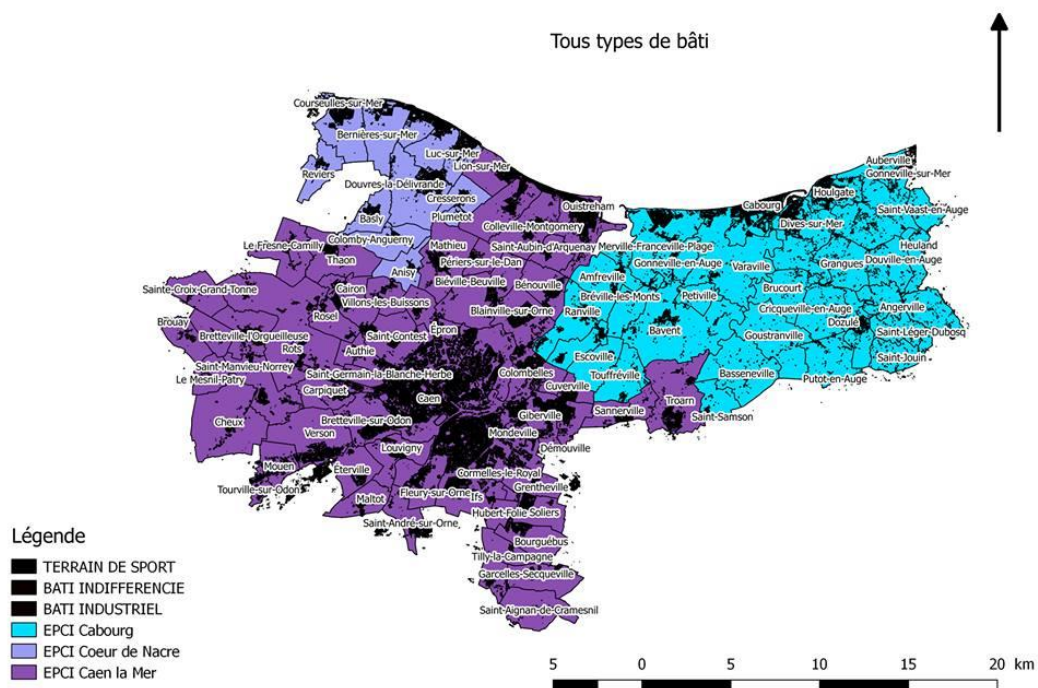 Tous types de bâti
Courseulles-sur-Mer
Bernières-sur-Mer
Luc-sur-Mer
Lion-sur-Mer
Reviers
Douvres-la-Délivrande
Cresserons
Plumetot
Basly
Colomby-Anguerny
Anisy
Ouistreham
Colleville-Montgomery
Saint-Aubin-d'Arquenay
Le Fresne-Camilly
Thaon
Mathieu
Périers-sur-le-Dan
Biéville-Beuville
Bénouville
Cairon
Villons-les-Buissons
Sainte-Croix-Grand-Tonne
Rosel
Blainville-sur-Orne
Brouay
Bretteville-l'Orgueilleuse
Rots
Saint-Contest
Épron
Authie
Saint-Manvieu-Norrey
Le Mesnil-Patry
Saint-Germain-la-Blanche-Herbe
Carpiquet
Caen
Colombelles
Cuverville
Cheux
Bretteville-sur-Odon
Verson
Giberville
Sannerville
Troarn
Mondeville
Louvigny
Démouville
Mouen
Éterville
Cormelles-le-Royal
Grentheville
Tourville-sur-Odon
Maltot
Fleury-sur-Orne
Ifs
Hubert-Folie
Soliers
Saint-André-sur-Orne
Bourguébus
Tilly-la-Campagne
Garcelles-Secqueville
Saint-Aignan-de-Cramesnil
Auberville
Gonneville-sur-Mer
Houlgate
Cabourg
Dives-sur-Mer
Saint-Vaast-en-Auge
Merville-Franceville-Plage
Heuland
Gonneville-en-Auge
Varaville
Grangues
Douville-en-Auge
Amfreville
Bréville-les-Monts
Petiville
Brucourt
Ranville
Cricqueville-en-Auge
Angerville
Bavent
Dozulé
Goustranville
Saint-Léger-Dubosq
Escoville
Saint-Jouin
Touffréville
Basseneville
Putot-en-Auge
Saint-Samson
Légende
TERRAIN DE SPORT
BATI INDIFFERENCIE
BATI INDUSTRIEL
EPCI Cabourg
EPCI Coeur de Nacre
EPCI Caen la Mer
5 0 5 10 15 20 km